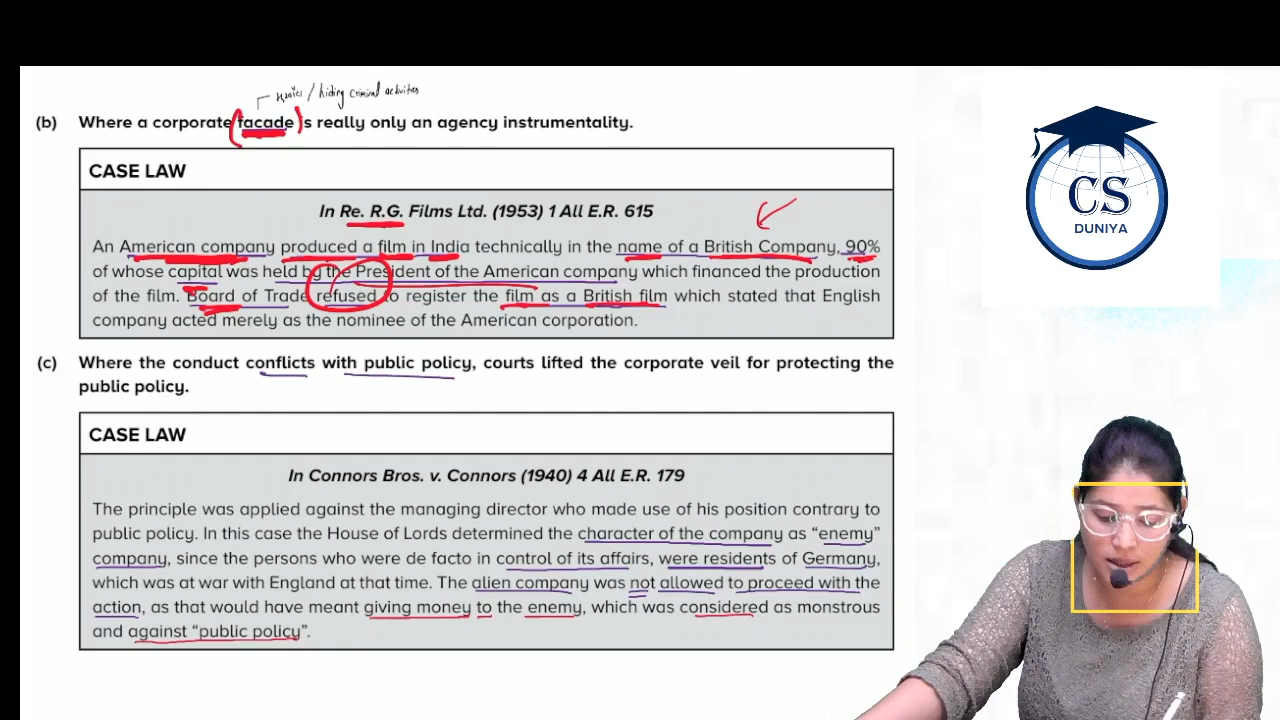 / hiding criminal activities
(b) Where a corporate facade is really only an agency instrumentality.
CASE LAW
In Re. R.G. Films Ltd. (1953) 1 All E.R. 615
An American company produced a film in India technically in the name of a British Company, 90%
of whose capital was held by the President of the American company which financed the production
of the film. Board of Trade refused to register the film as a British film which stated that English
company acted merely as the nominee of the American corporation.
(c) Where the conduct conflicts with public policy, courts lifted the corporate veil for protecting the
public policy.
CASE LAW
In Connors Bros. v. Connors (1940) 4 All E.R. 179
The principle was applied against the managing director who made use of his position contrary to
public policy. In this case the House of Lords determined the character of the company as “enemy”
company, since the persons who were de facto in control of its affairs, were residents of Germany,
which was at war with England at that time. The alien company was not allowed to proceed with the
action, as that would have meant giving money to the enemy, which was considered as monstrous
and against “public policy”.
CS
DUNIYA